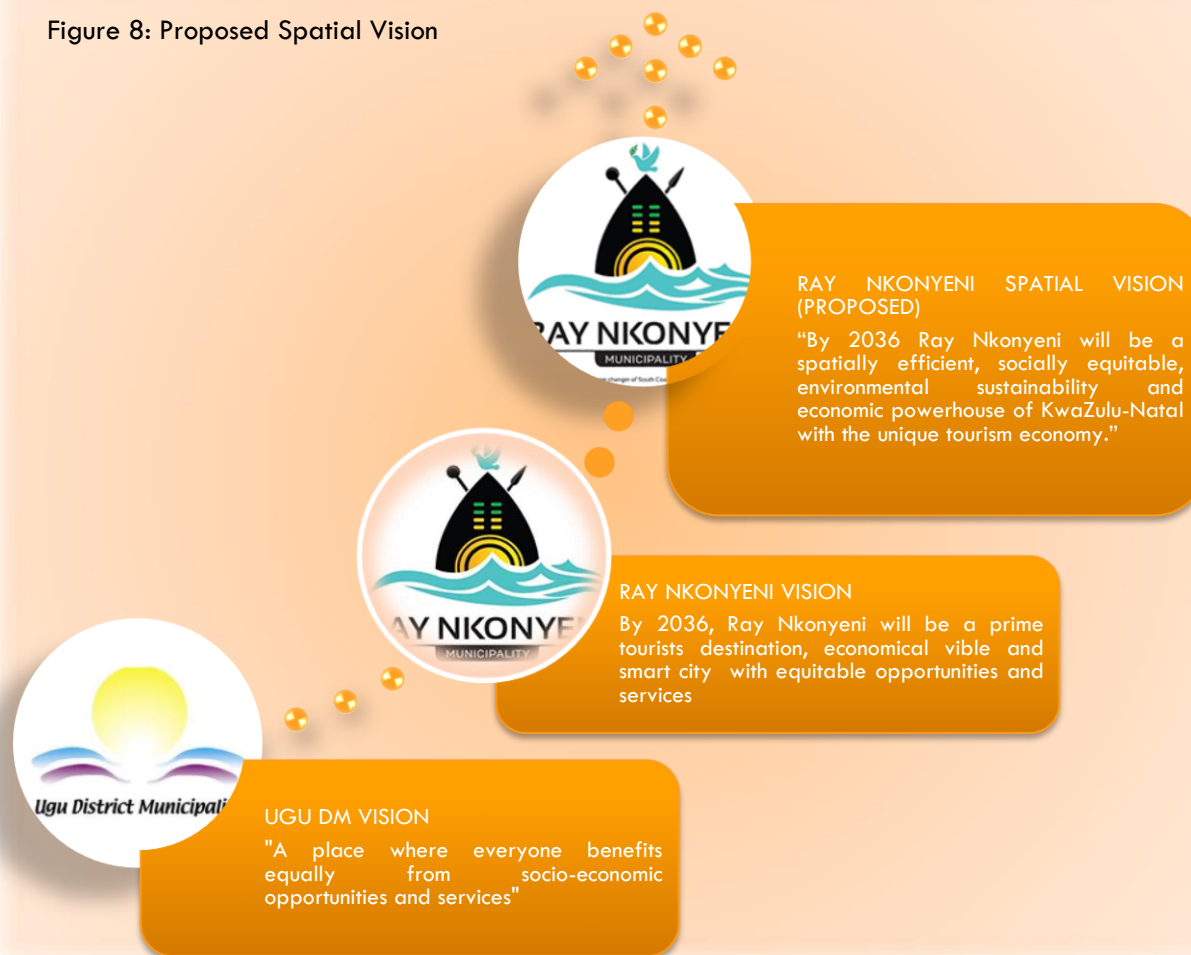 Figure 8: Proposed Spatial Vision
RAY NKONYE
MUNICIPALITY
RAY NKONYENI SPATIAL VISION
(PROPOSED)
“By 2036 Ray Nkonyeni will be a
spatially efficient, socially equitable,
environmental sustainability and
economic powerhouse of KwaZulu-Natal
with the unique tourism economy.”
AY NKONYE
MUNICIPALITY
RAY NKONYENI VISION
By 2036, Ray Nkonyeni will be a prime
tourists destination, economical vible and
smart city with equitable opportunities and
services
Ugu District Municipali
UGU DM VISION
"A place where everyone benefits
equally from socio-economic
opportunities and services"